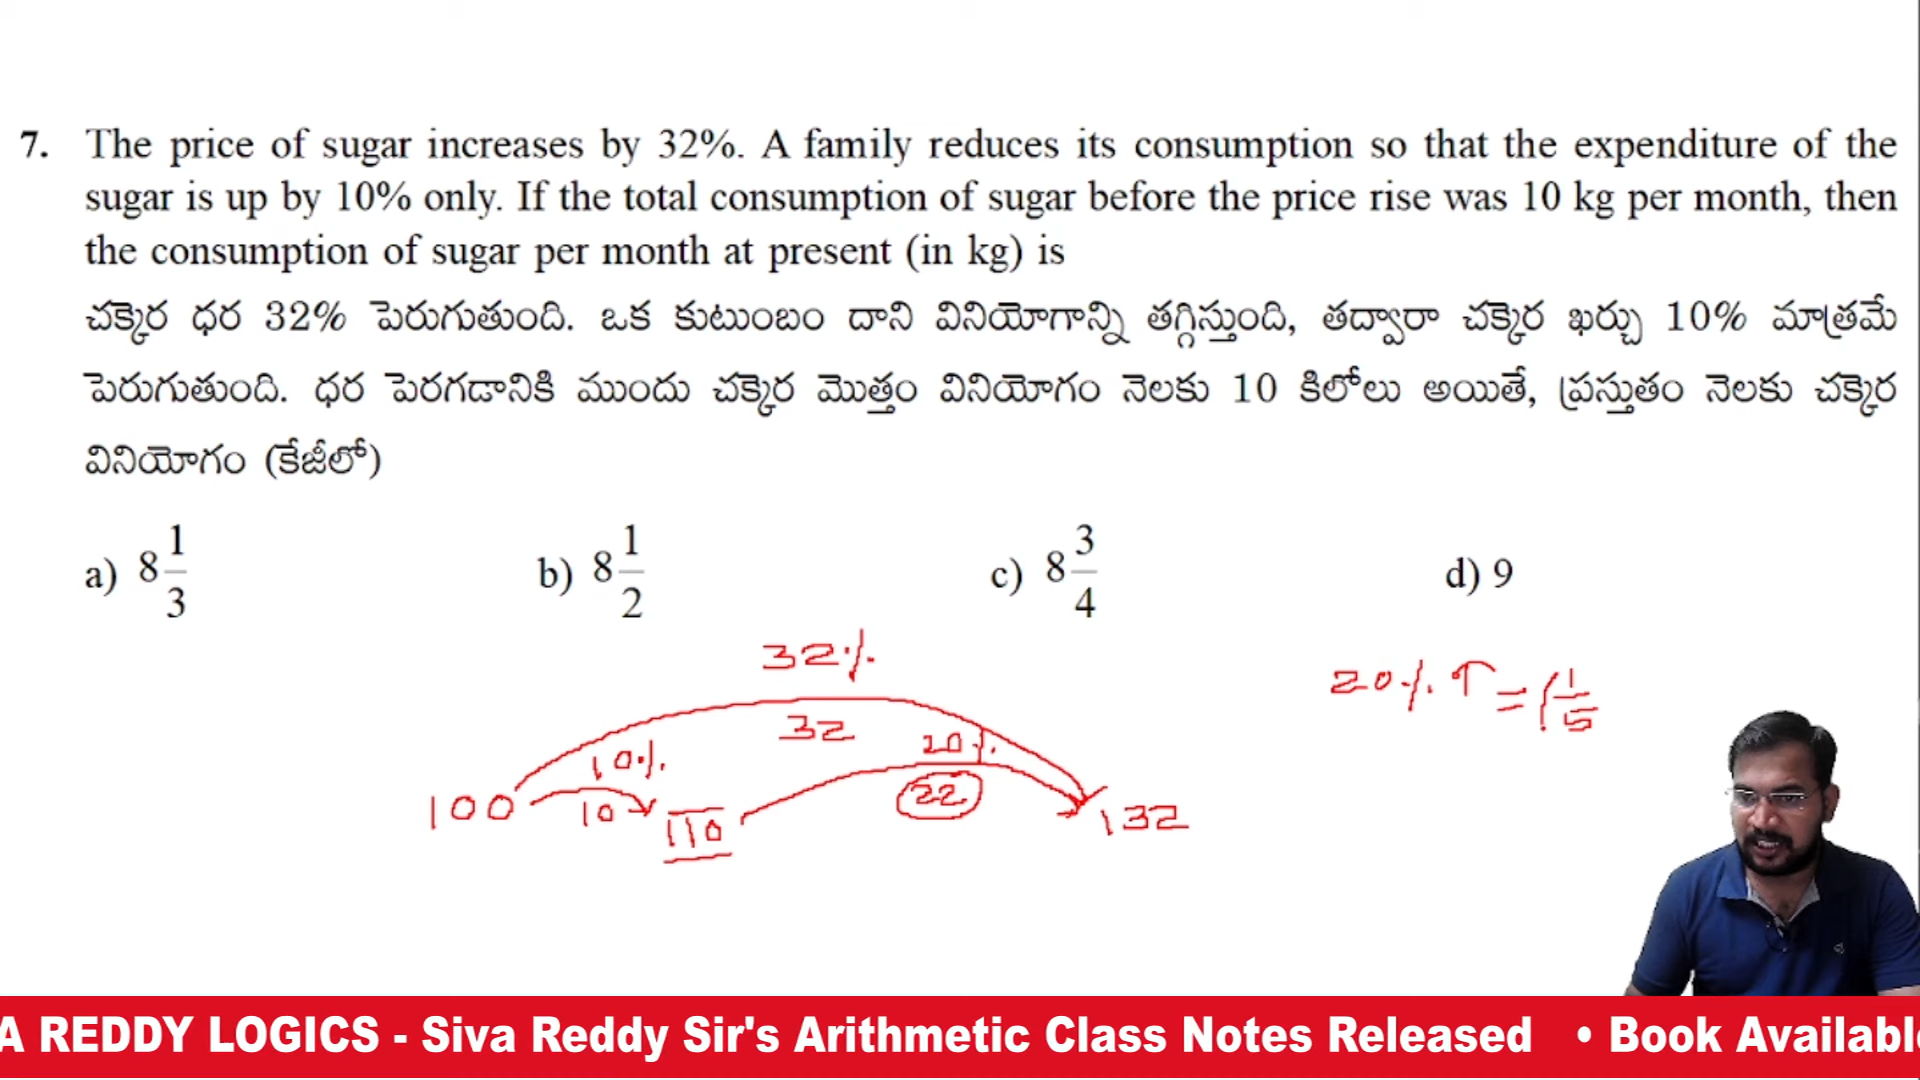 7. The price of sugar increases by 32%. A family reduces its consumption so that the expenditure of the
sugar is up by 10% only. If the total consumption of sugar before the price rise was 10 kg per month, then
the consumption of sugar per month at present (in kg) is
చక్కెర ధర 32% పెరుగుతుంది. ఒక కుటుంబం దాని వినియోగాన్ని తగ్గిస్తుంది, తద్వారా చక్కెర ఖర్చు 10% మాత్రమే
పెరుగుతుంది. ధర పెరగడానికి ముందు చక్కెర మొత్తం వినియోగం నెలకు 10 కిలోలు అయితే, ప్రస్తుతం నెలకు చక్కెర
వినియోగం (కేజీలో)
a) 8 1/3 b) 8 1/2 c) 8 3/4 d) 9
32%
20% ↑ = 1/5
32
10% 20%
100 10 110 22 132
A REDDY LOGICS - Siva Reddy Sir's Arithmetic Class Notes Released • Book Available